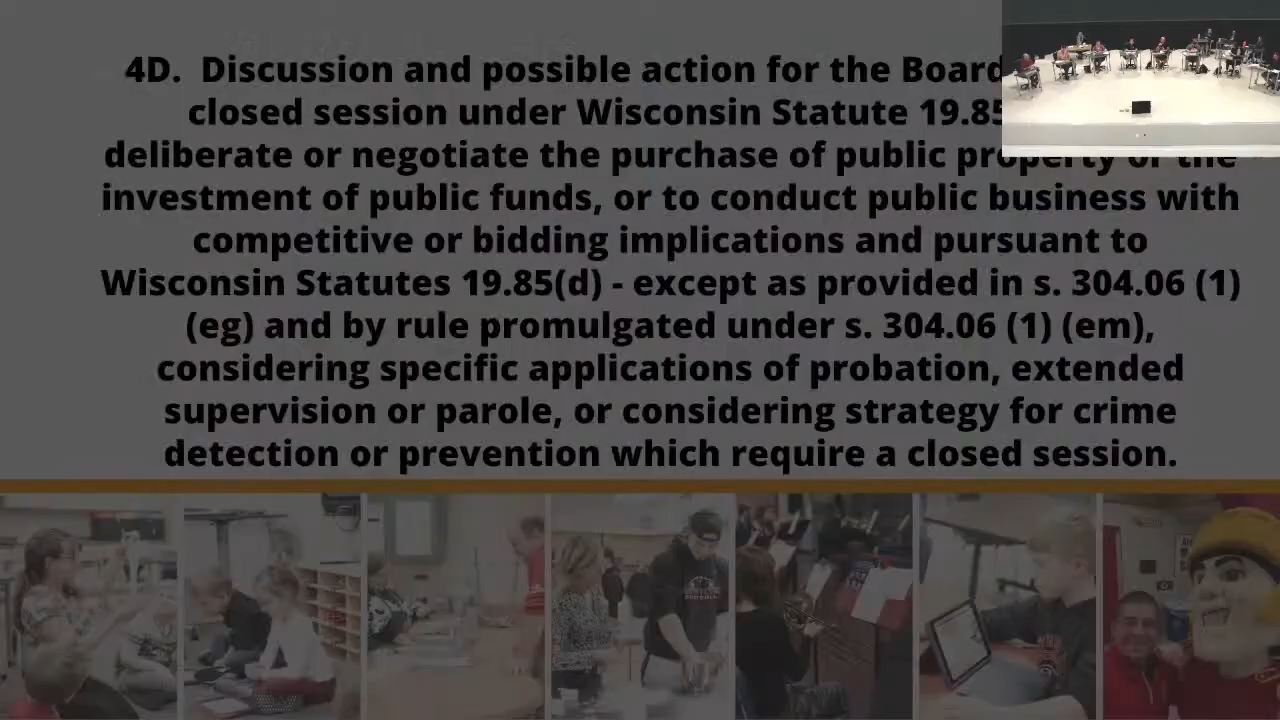 4D. Discussion and possible action for the Board
closed session under Wisconsin Statute 19.85
deliberate or negotiate the purchase of public property or the
investment of public funds, or to conduct public business with
competitive or bidding implications and pursuant to
Wisconsin Statutes 19.85(d) - except as provided in s. 304.06 (1)
(eg) and by rule promulgated under s. 304.06 (1) (em),
considering specific applications of probation, extended
supervision or parole, or considering strategy for crime
detection or prevention which require a closed session.